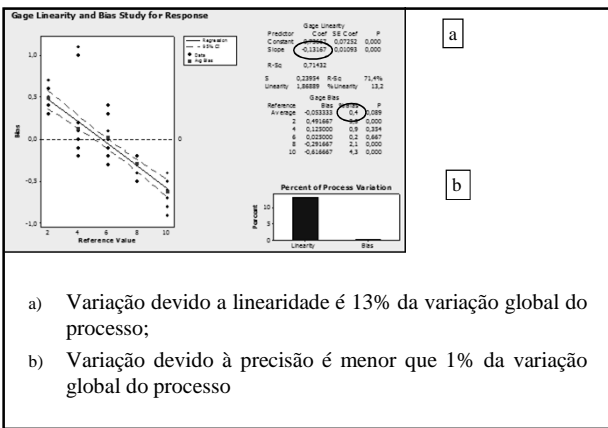 Gage Linearity and Bias Study for Response
Regression
95% CI
Data
Avg Bias
1,0
0,5
0,0
-0,5
-1,0
Bias
0
2 4 6 8 10
Reference Value
Gage Linearity
Predictor Coef SE Coef P
Constant 0,07252 0,000
Slope -0,13167 0,01093 0,000
R-Sq 0,71432
S 0,23954 R-Sq 71,4%
Linearity 1,86889 %Linearity 13,2
Gage Bias
Reference Bias P
Average -0,053333 0,4 0,089
2 0,491667 0,000
4 0,125000 0,9 0,354
6 0,025000 0,2 0,667
8 -0,291667 2,1 0,000
10 -0,616667 4,3 0,000
Percent of Process Variation
10
5
0
Percent
Linearity Bias
a
b
a) Variação devido a linearidade é 13% da variação global do
processo;
b) Variação devido à precisão é menor que 1% da variação
global do processo